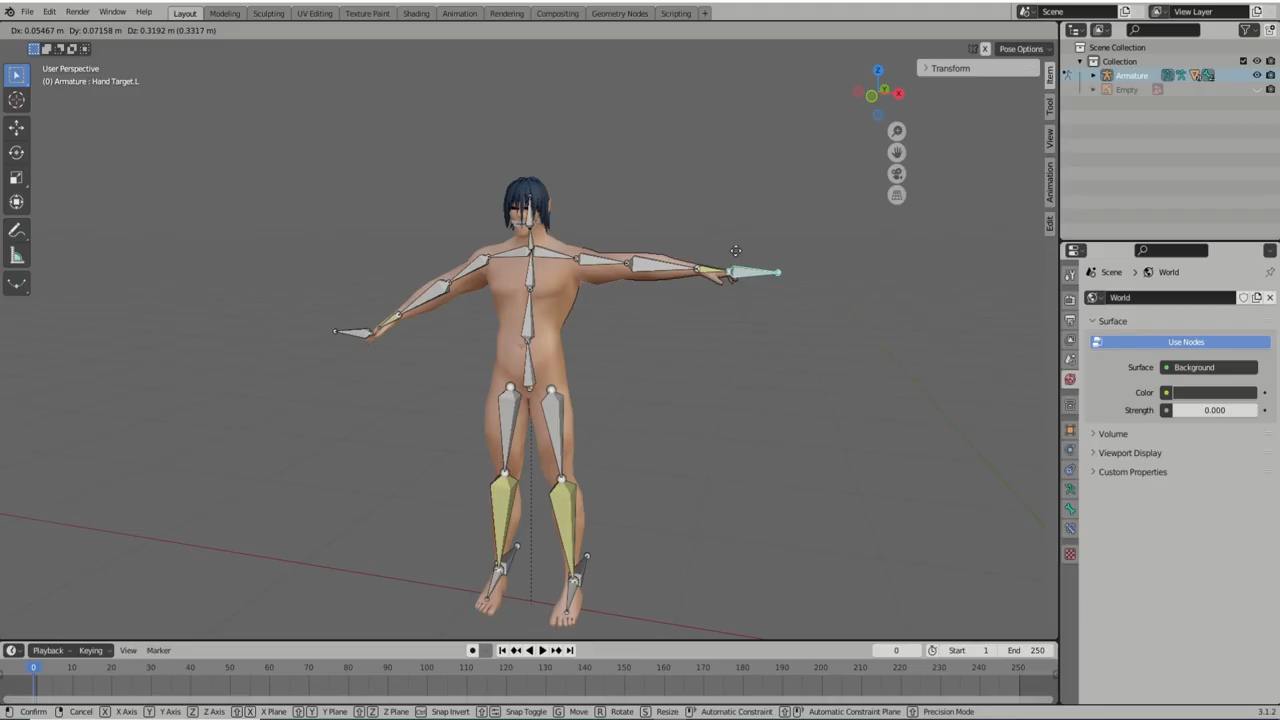 File Edit Render Window Help Layout Modeling Sculpting UV Editing Texture Paint Shading Animation Rendering Compositing Geometry Nodes Scripting + Scene View Layer
Dx: 0.05467 m Dy: 0.07158 m Dz: 0.3192 m (0.3317 m)
X Pose Options
User Perspective
(0) Armature : Hand Target.L
Transform
Z
Y
X
Item
Tool
View
Animation
Edit
Scene Collection
Collection
Armature
Empty
Scene World
World
Surface
Use Nodes
Surface Background
Color
Strength 0.000
Volume
Viewport Display
Custom Properties
Playback Keying View Marker 0 Start 1 End 250
0 10 20 30 40 50 60 70 80 90 100 110 120 130 140 150 160 170 180 190 200 210 220 230 240 250
Confirm Cancel X X Axis Y Y Axis Z Z Axis X X Plane Y Y Plane Z Z Plane Snap Invert Snap Toggle G Move R Rotate S Resize Automatic Constraint Automatic Constraint Plane Precision Mode 3.1.2